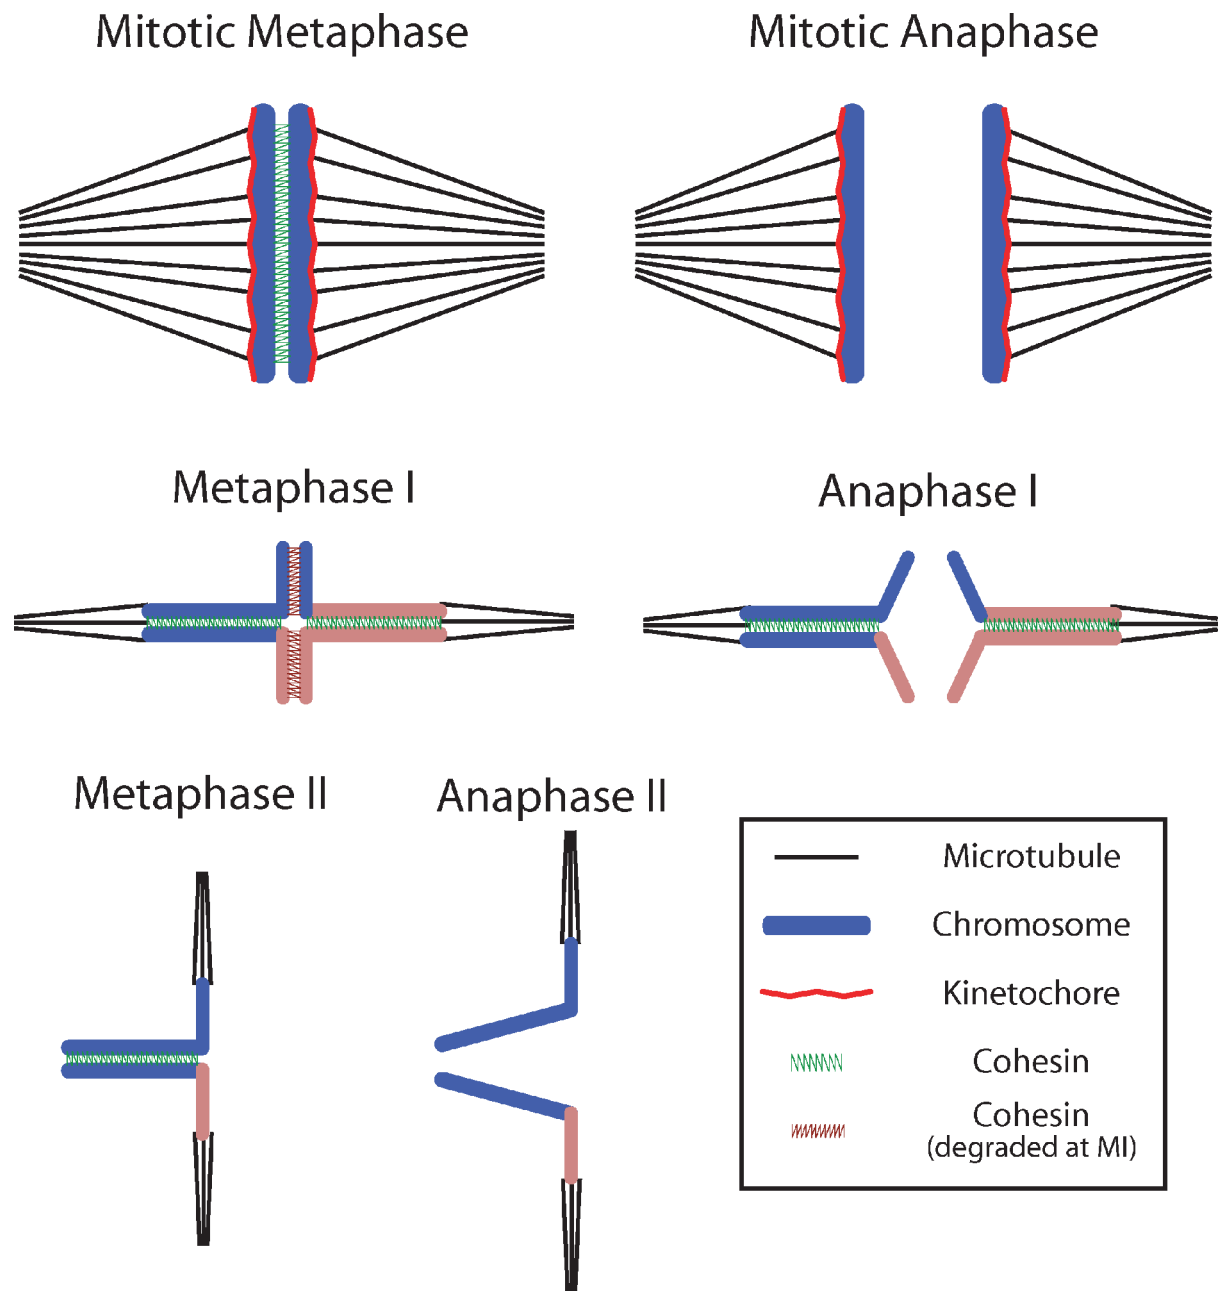 Mitotic Metaphase
Mitotic Anaphase
Metaphase I
Anaphase I
Metaphase II
Anaphase II
Microtubule
Chromosome
Kinetochore
Cohesin
Cohesin
(degraded at MI)